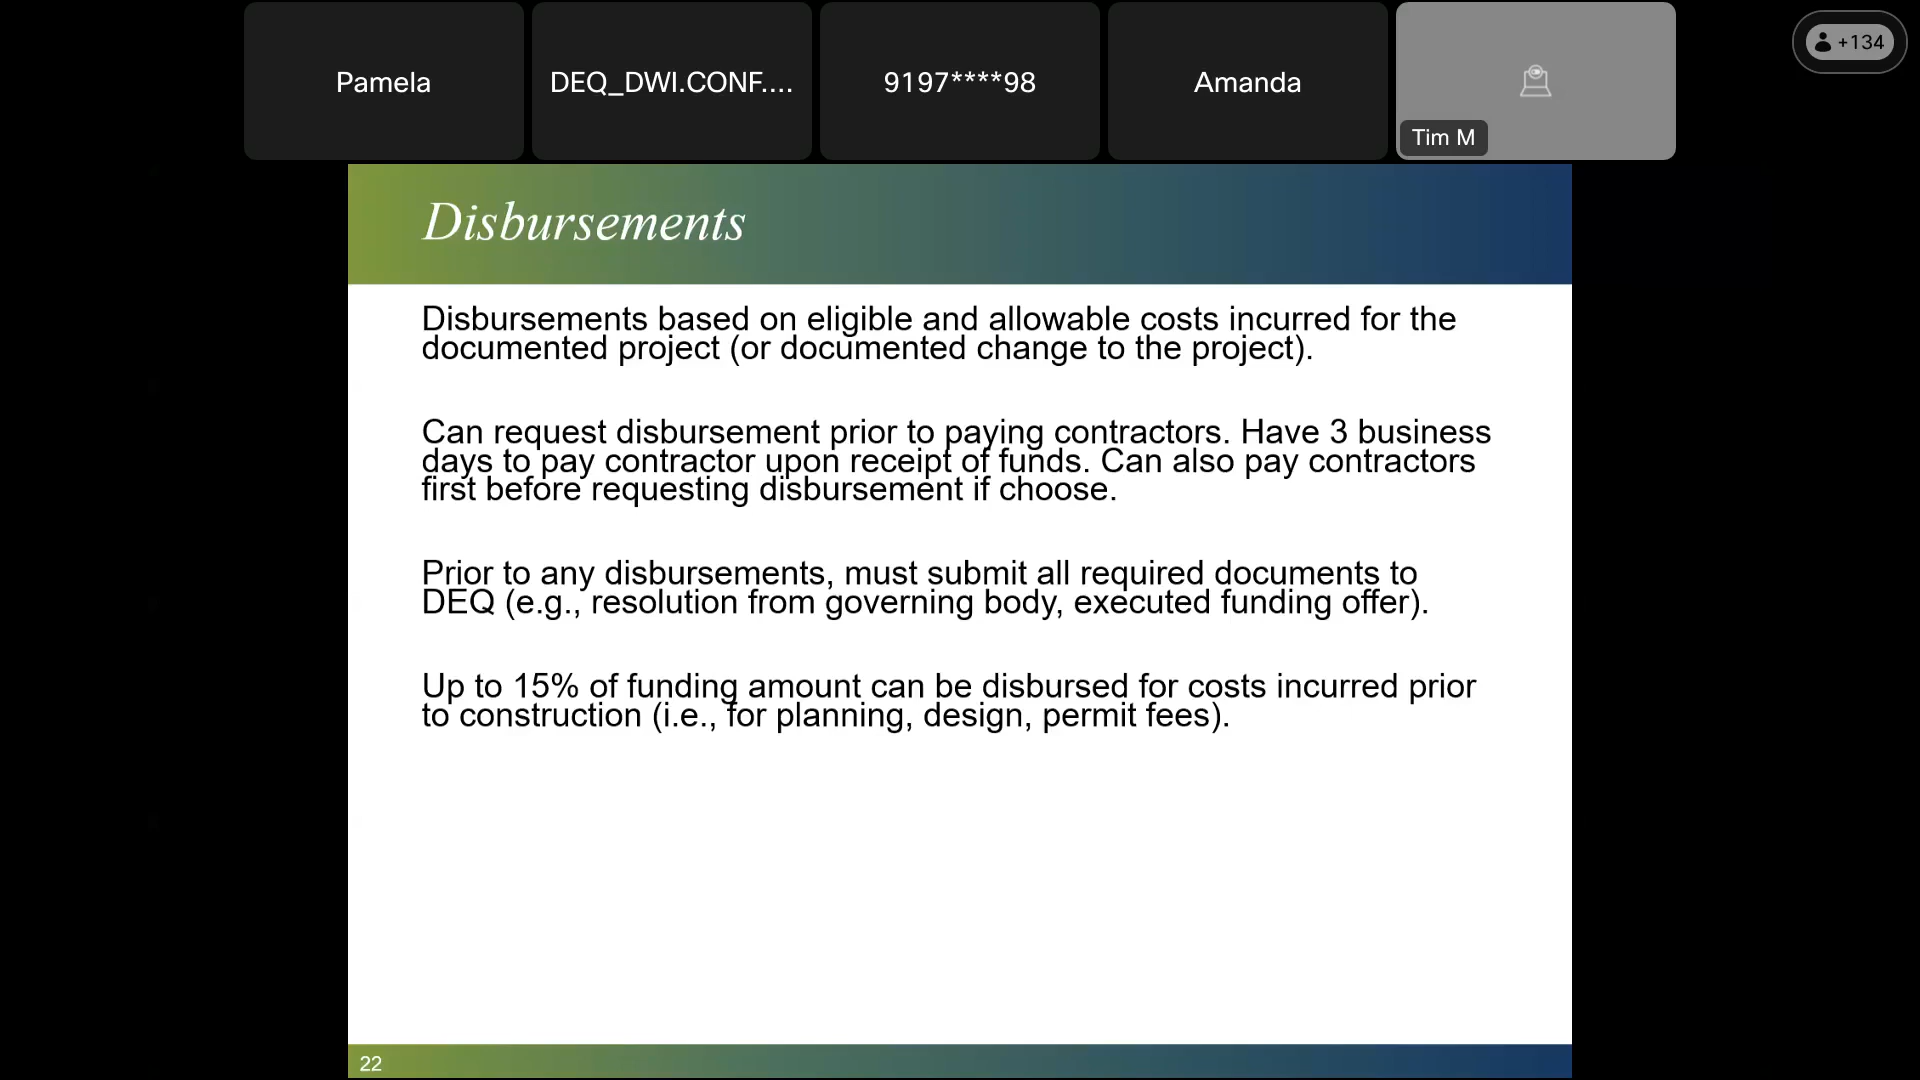 Pamela
DEQ_DWI.CONF....
9197****98
Amanda
Tim M
+134
Disbursements
Disbursements based on eligible and allowable costs incurred for the
documented project (or documented change to the project).
Can request disbursement prior to paying contractors. Have 3 business
days to pay contractor upon receipt of funds. Can also pay contractors
first before requesting disbursement if choose.
Prior to any disbursements, must submit all required documents to
DEQ (e.g., resolution from governing body, executed funding offer).
Up to 15% of funding amount can be disbursed for costs incurred prior
to construction (i.e., for planning, design, permit fees).
22